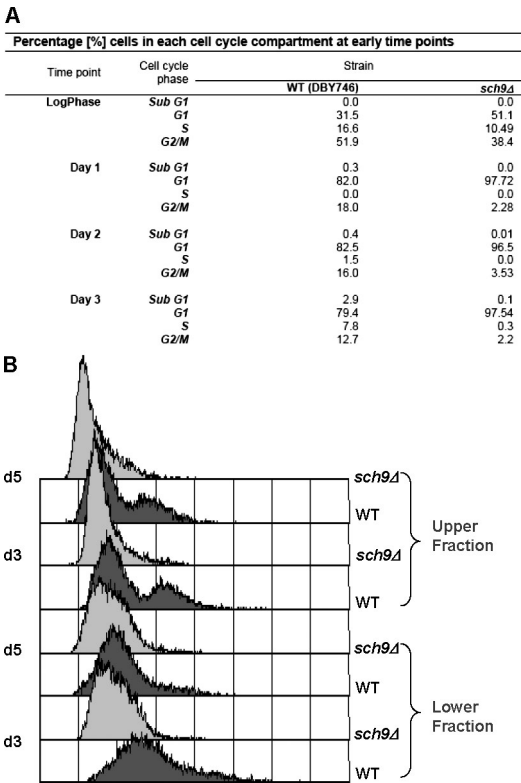 A
Percentage [%] cells in each cell cycle compartment at early time points
Time point Cell cycle phase Strain
WT (DBY746) sch9Δ
LogPhase Sub G1 0.0 0.0
G1 31.5 51.1
S 16.6 10.49
G2/M 51.9 38.4
Day 1 Sub G1 0.3 0.0
G1 82.0 97.72
S 0.0 0.0
G2/M 18.0 2.28
Day 2 Sub G1 0.4 0.01
G1 82.5 96.5
S 1.5 0.0
G2/M 16.0 3.53
Day 3 Sub G1 2.9 0.1
G1 79.4 97.54
S 7.8 0.3
G2/M 12.7 2.2
B
d5 sch9Δ
WT
d3 sch9Δ
WT
Upper
Fraction
d5 sch9Δ
WT
sch9Δ
d3 WT
Lower
Fraction